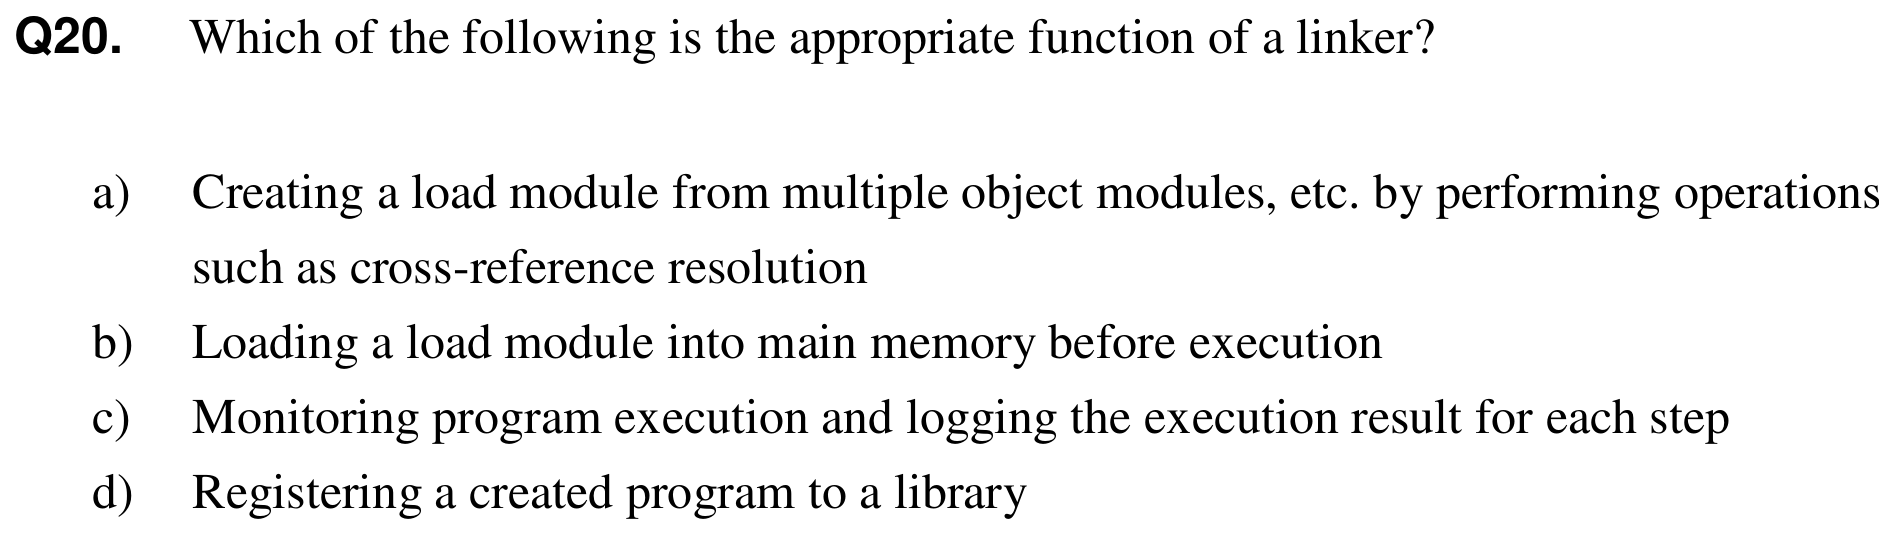 Q20. Which of the following is the appropriate function of a linker?
a) Creating a load module from multiple object modules, etc. by performing operations
such as cross-reference resolution
b) Loading a load module into main memory before execution
c) Monitoring program execution and logging the execution result for each step
d) Registering a created program to a library